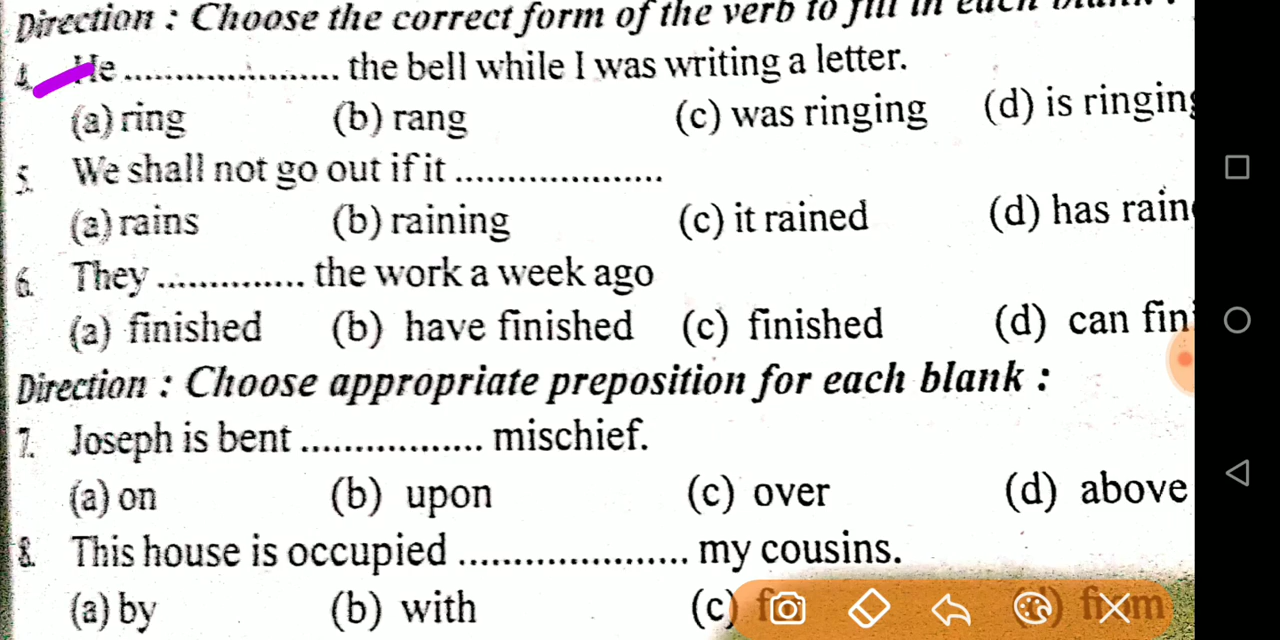 Direction : Choose the correct form of the verb to fill in each blank :
4. He ..................... the bell while I was writing a letter.
(a) ring (b) rang (c) was ringing (d) is ringing
5. We shall not go out if it ....................
(a) rains (b) raining (c) it rained (d) has
6. They .............. the work a week ago
(a) finished (b) have finished (c) finished (d) can
Direction : Choose appropriate preposition for each blank :
7. Joseph is bent ................. mischief.
(a) on (b) upon (c) over (d) above
8. This house is occupied ..................... my cousins.
(a) by (b) with (c) (d) from